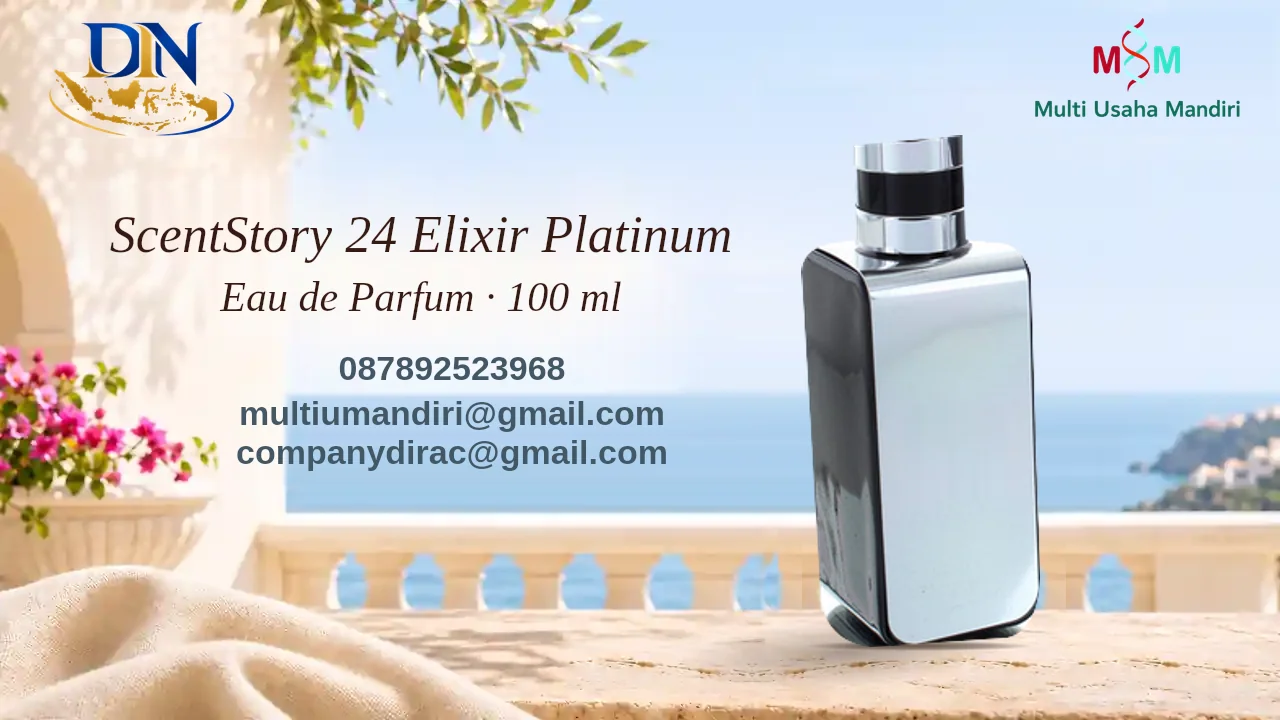 DN
M M
Multi Usaha Mandiri
ScentStory 24 Elixir Platinum
Eau de Parfum · 100 ml
087892523968
multiumandiri@gmail.com
companydirac@gmail.com